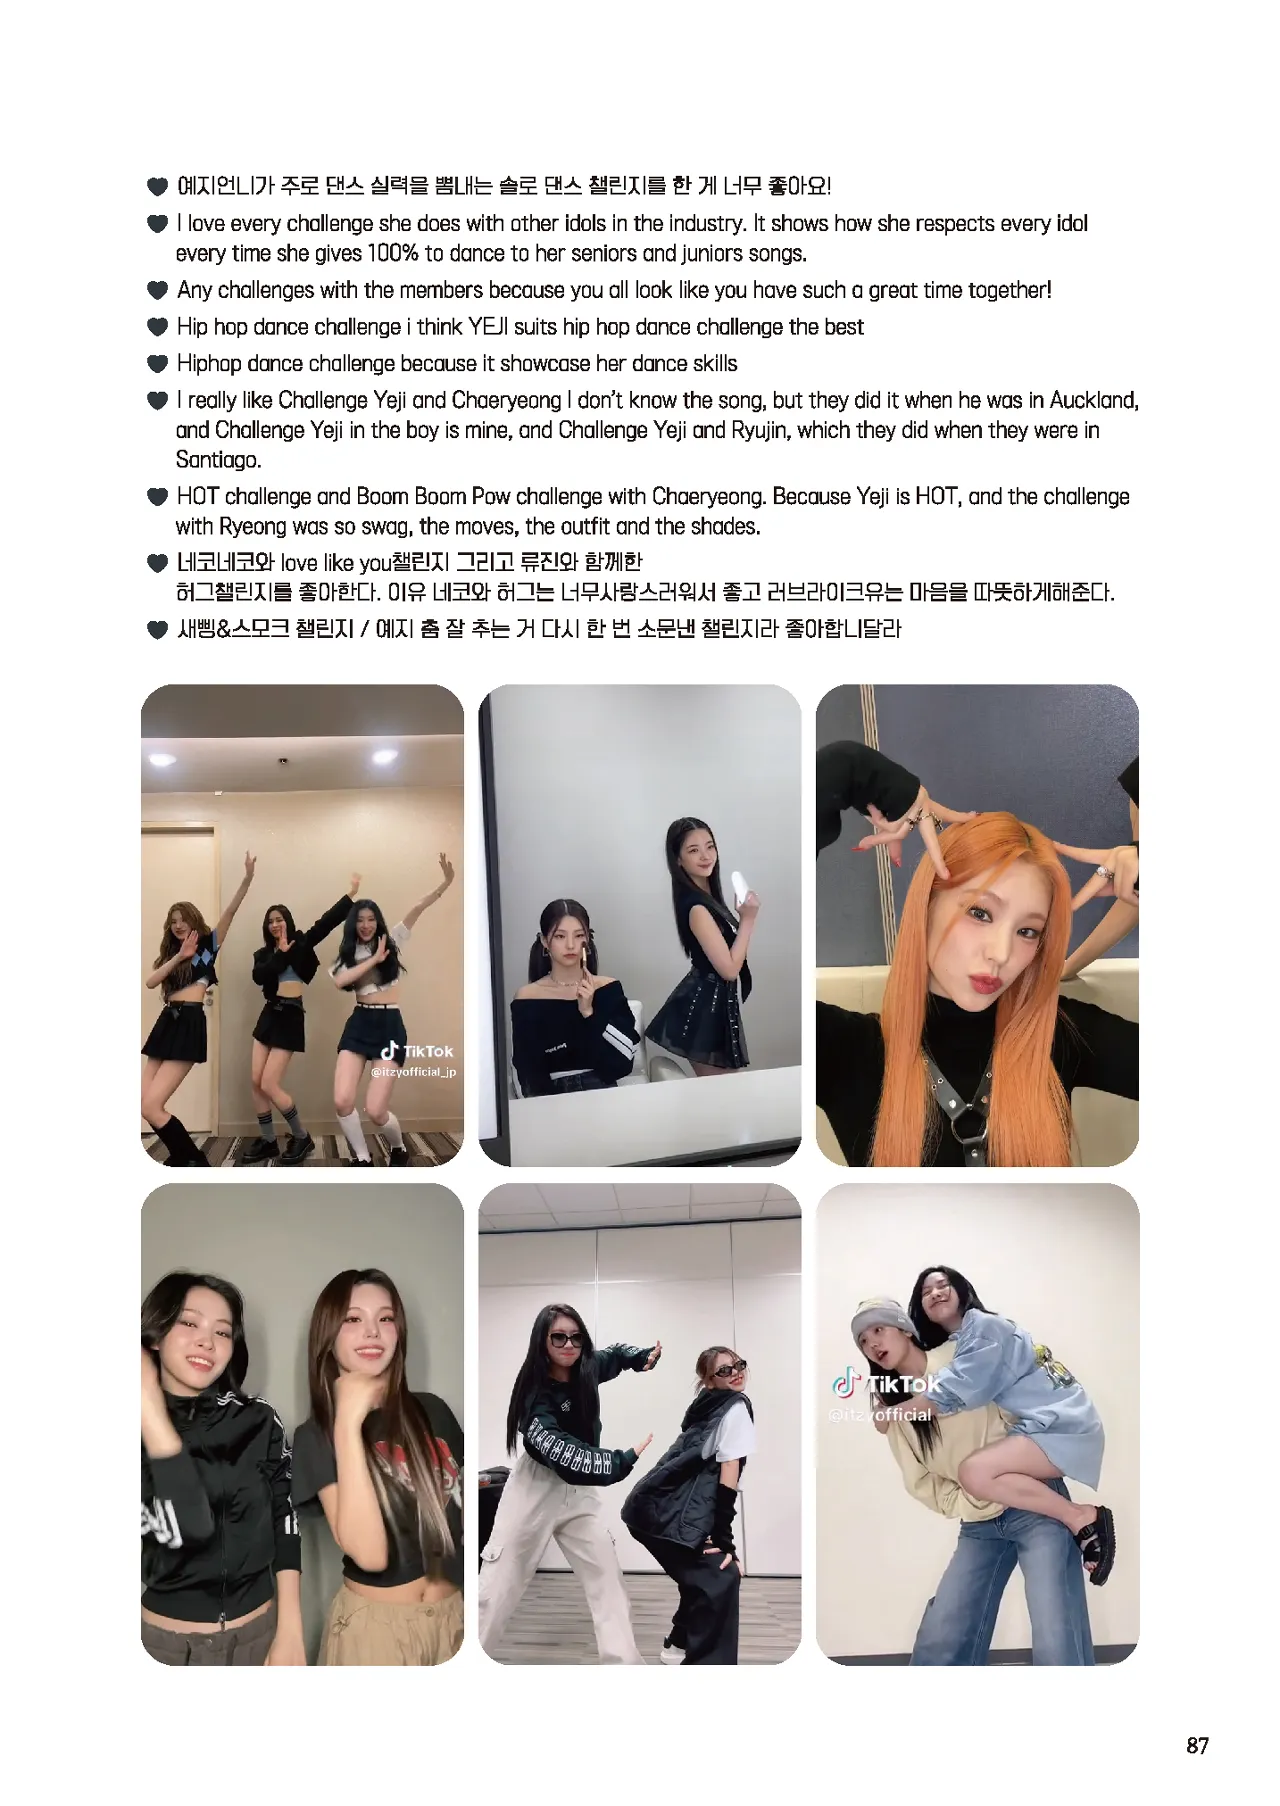 예지언니가 주로 댄스 실력을 뽐내는 솔로 댄스 챌린지를 한 게 너무 좋아요!
I love every challenge she does with other idols in the industry. It shows how she respects every idol
every time she gives 100% to dance to her seniors and juniors songs.
Any challenges with the members because you all look like you have such a great time together!
Hip hop dance challenge i think YEJI suits hip hop dance challenge the best
Hiphop dance challenge because it showcase her dance skills
I really like Challenge Yeji and Chaeryeong I don't know the song, but they did it when he was in Auckland,
and Challenge Yeji in the boy is mine, and Challenge Yeji and Ryujin, which they did when they were in
Santiago.
HOT challenge and Boom Boom Pow challenge with Chaeryeong. Because Yeji is HOT, and the challenge
with Ryeong was so swag, the moves, the outfit and the shades.
네코네코와 love like you챌린지 그리고 류진와 함께한
허그챌린지를 좋아한다. 이유 네코와 허그는 너무사랑스러워서 좋고 러브라이크유는 마음을 따뜻하게해준다.
새삥&스모크 챌린지 / 예지 춤 잘 추는 거 다시 한 번 소문낸 챌린지라 좋아합니달라
TikTok
@itzyofficial_jp
TikTok
@itzyofficial
87